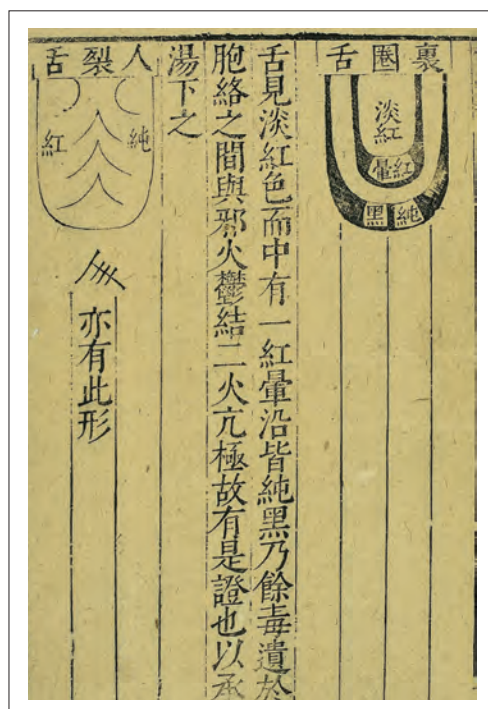 裏圈舌
淡紅
紅暈
純黑
舌見淡紅色而中有一紅暈沿皆純黑乃餘毒遺於
胞絡之間與邪火鬱結二火亢極故有是證也以承
湯下之
人裂舌
純紅
亦有此形